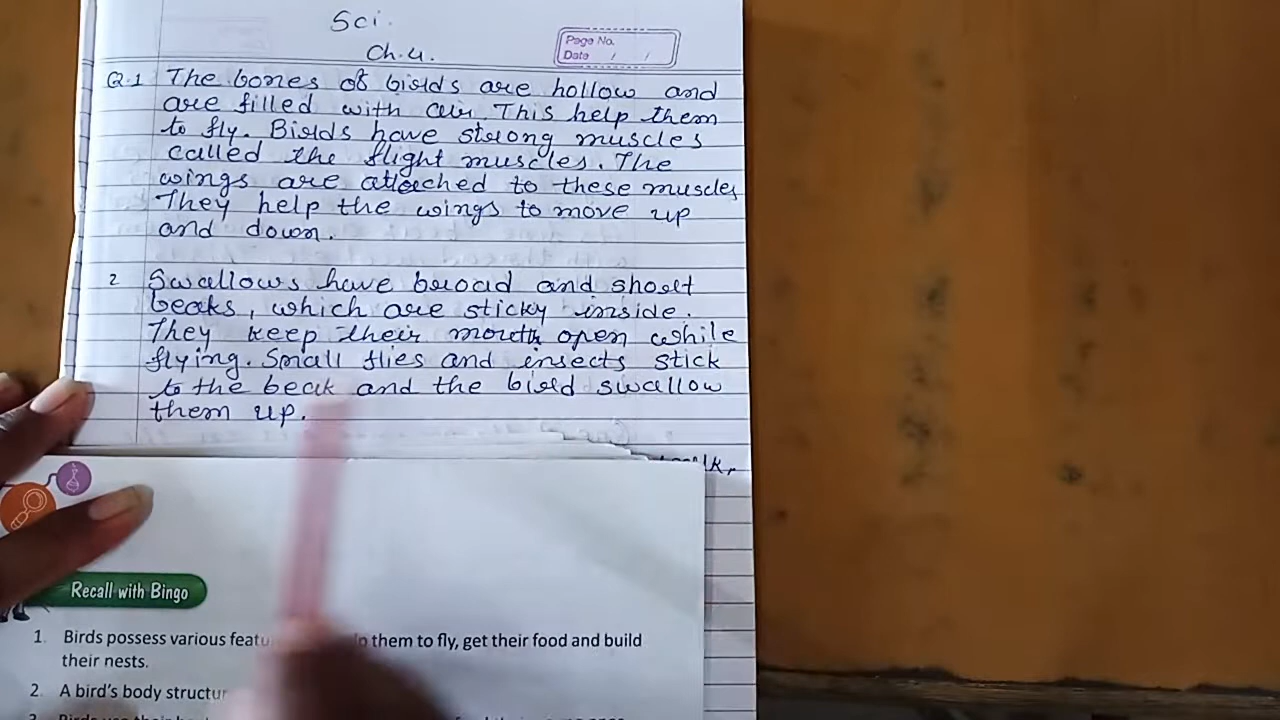 Sci.
Ch.4.
Page No.
Date / /
Q.1 The bones of birds are hollow and
are filled with air. This help them
to fly. Birds have strong muscles
called the flight muscles. The
wings are attached to these muscles
They help the wings to move up
and down.
2 Swallows have broad and short
beaks, which are sticky inside.
They keep their mouth open while
flying. Small flies and insects stick
to the beak and the bird swallow
them up.
Recall with Bingo
1. Birds possess various them to fly, get their food and build
their nests.
2. A bird's body